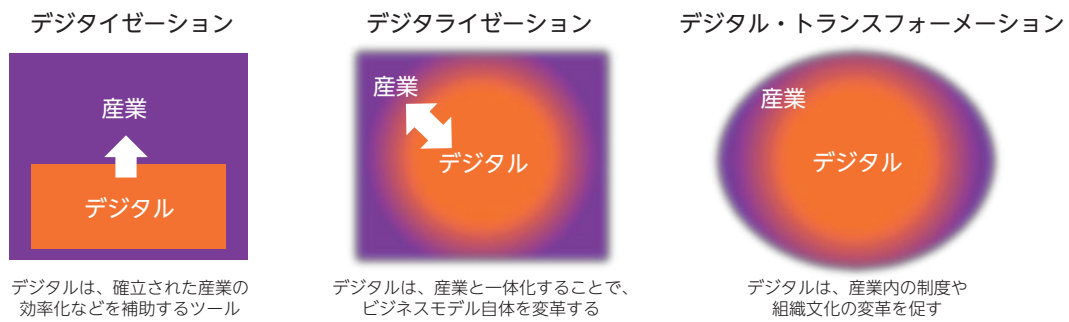 デジタイゼーション
産業
デジタル
デジタルは、確立された産業の
効率化などを補助するツール
デジタライゼーション
産業
デジタル
デジタルは、産業と一体化することで、
ビジネスモデル自体を変革する
デジタル・トランスフォーメーション
産業
デジタル
デジタルは、産業内の制度や
組織文化の変革を促す